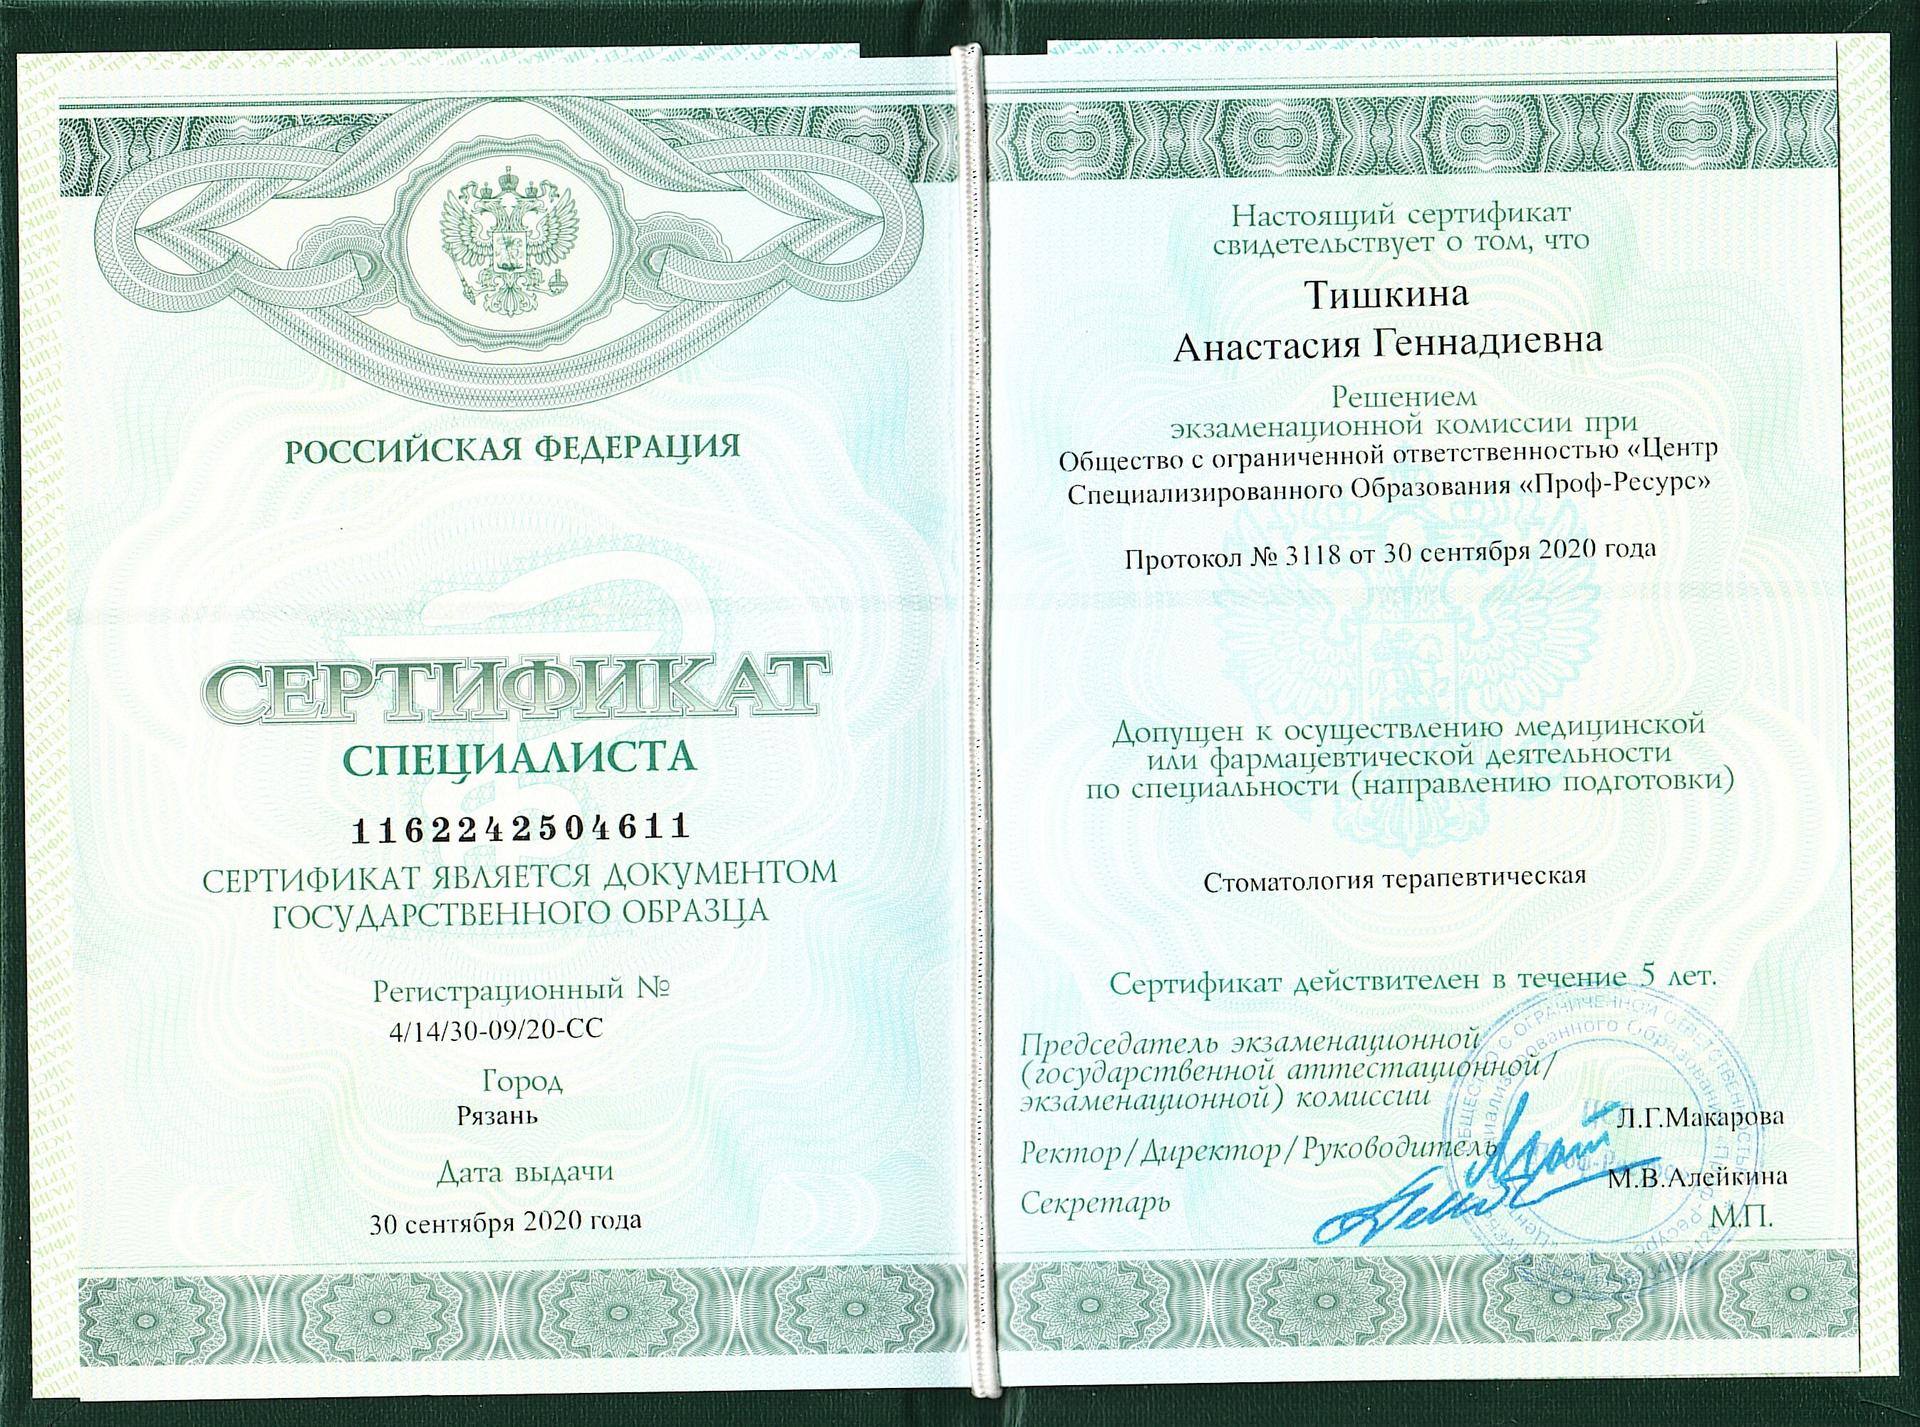 РОССИЙСКАЯ ФЕДЕРАЦИЯ
СЕРТИФИКАТ
СПЕЦИАЛИСТА
1162242504611
СЕРТИФИКАТ ЯВЛЯЕТСЯ ДОКУМЕНТОМ
ГОСУДАРСТВЕННОГО ОБРАЗЦА
Регистрационный №
4/14/30-09/20-СС
Город
Рязань
Дата выдачи
30 сентября 2020 года
Настоящий сертификат
свидетельствует о том, что
Тишкина
Анастасия Геннадиевна
Решением
экзаменационной комиссии при
Общество с ограниченной ответственностью «Центр
Специализированного Образования «Проф-Ресурс»
Протокол № 3118 от 30 сентября 2020 года
Допущен к осуществлению медицинской
или фармацевтической деятельности
по специальности (направлению подготовки)
Стоматология терапевтическая
Сертификат действителен в течение 5 лет.
Председатель экзаменационной
(государственной аттестационной/
экзаменационной) комиссии
Л.Г.Макарова
Ректор/Директор/Руководитель
М.В.Алейкина
Секретарь
М.П.